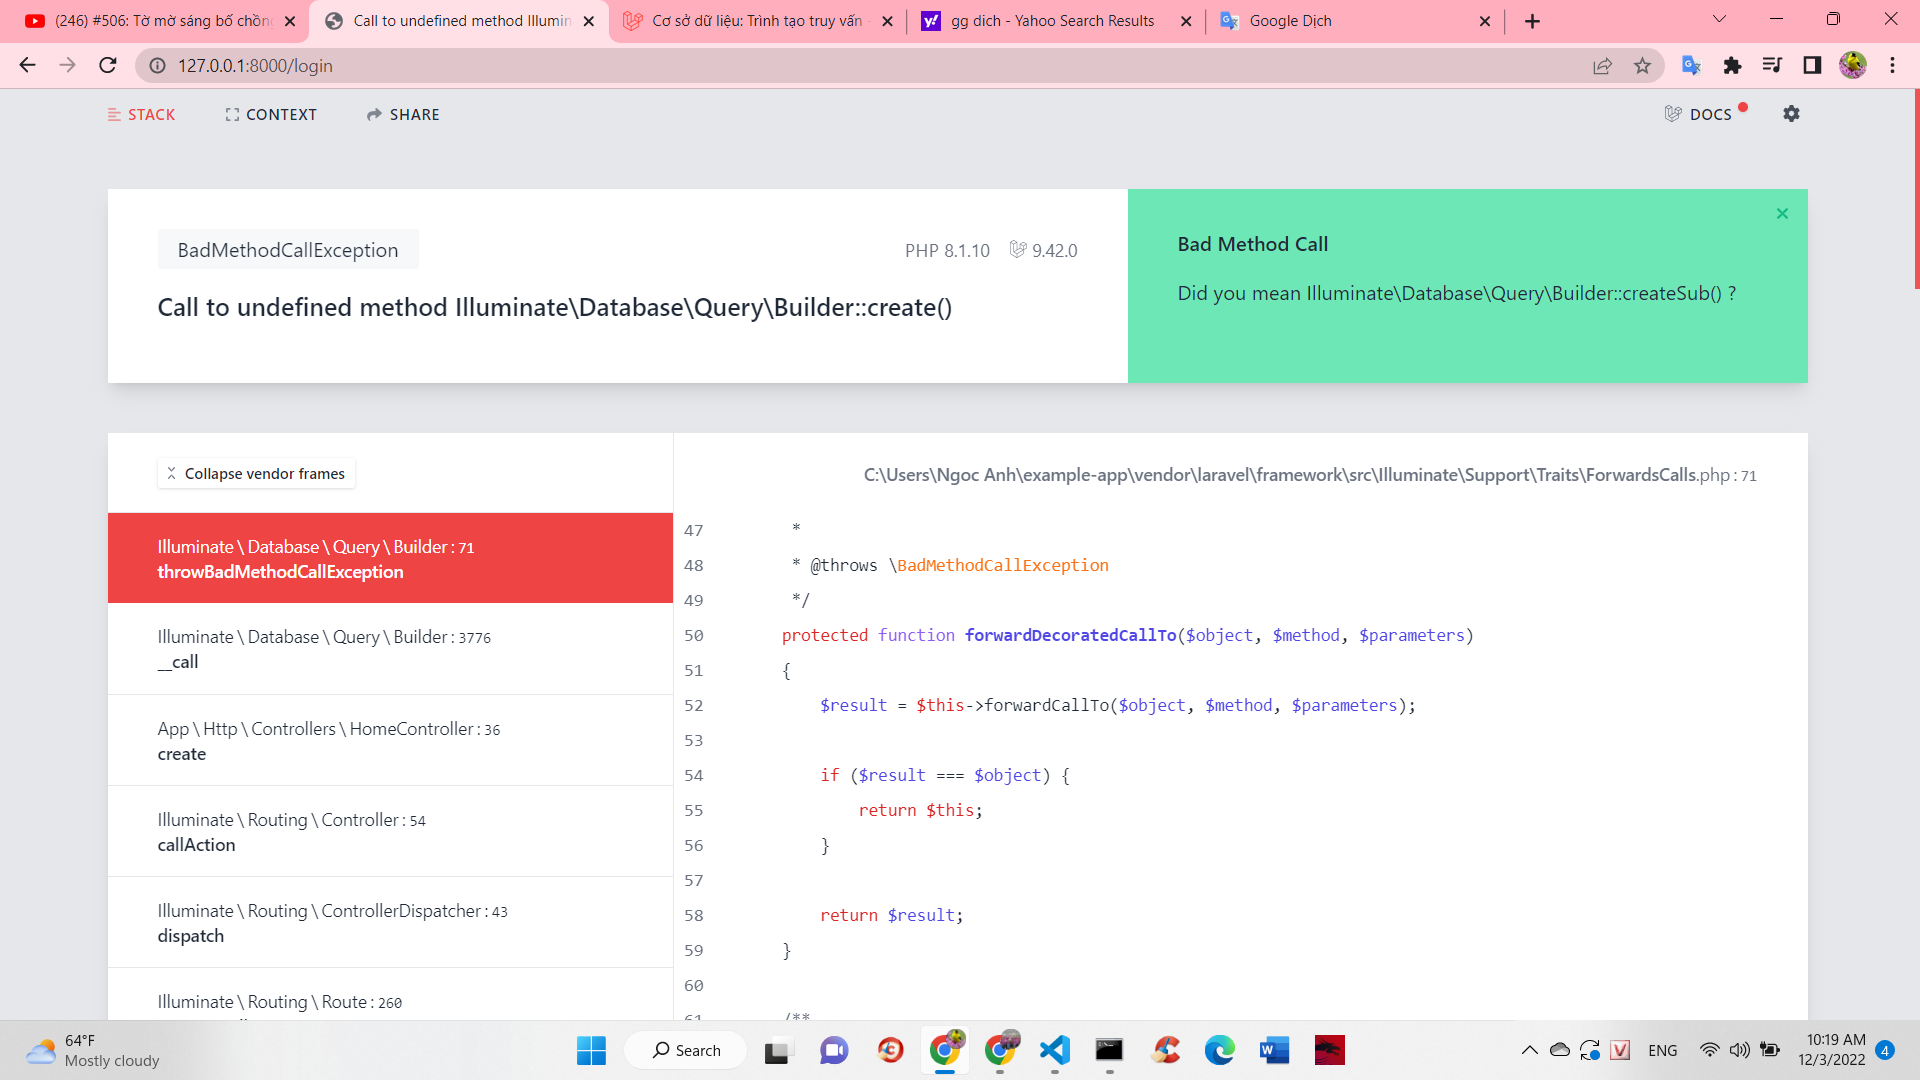 (246) #506: Tờ mờ sáng bố chồng
Call to undefined method Illumin
Cơ sở dữ liệu: Trình tạo truy vấn -
gg dich - Yahoo Search Results
Google Dịch
127.0.0.1:8000/login
STACK
CONTEXT
SHARE
DOCS
BadMethodCallException
PHP 8.1.10
9.42.0
Call to undefined method Illuminate\Database\Query\Builder::create()
Bad Method Call
Did you mean Illuminate\Database\Query\Builder::createSub() ?
Collapse vendor frames
Illuminate \ Database \ Query \ Builder : 71
throwBadMethodCallException
Illuminate \ Database \ Query \ Builder : 3776
__call
App \ Http \ Controllers \ HomeController : 36
create
Illuminate \ Routing \ Controller : 54
callAction
Illuminate \ Routing \ ControllerDispatcher : 43
dispatch
Illuminate \ Routing \ Route : 260
C:\Users\Ngoc Anh\example-app\vendor\laravel\framework\src\Illuminate\Support\Traits\ForwardsCalls.php : 71
47 *
48 * @throws \BadMethodCallException
49 */
50 protected function forwardDecoratedCallTo($object, $method, $parameters)
51 {
52 $result = $this->forwardCallTo($object, $method, $parameters);
53
54 if ($result === $object) {
55 return $this;
56 }
57
58 return $result;
59 }
60
61 /**
64°F
Mostly cloudy
Search
ENG
10:19 AM
12/3/2022
4